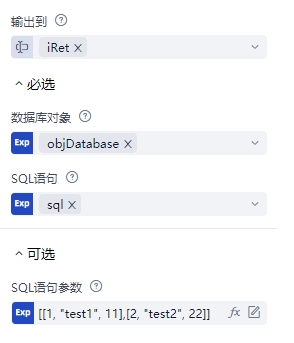 输出到
iRet ×
必选
数据库对象
Exp objDatabase ×
SQL语句
Exp sql ×
可选
SQL语句参数
Exp [[1, "test1", 11],[2, "test2", 22]] fx